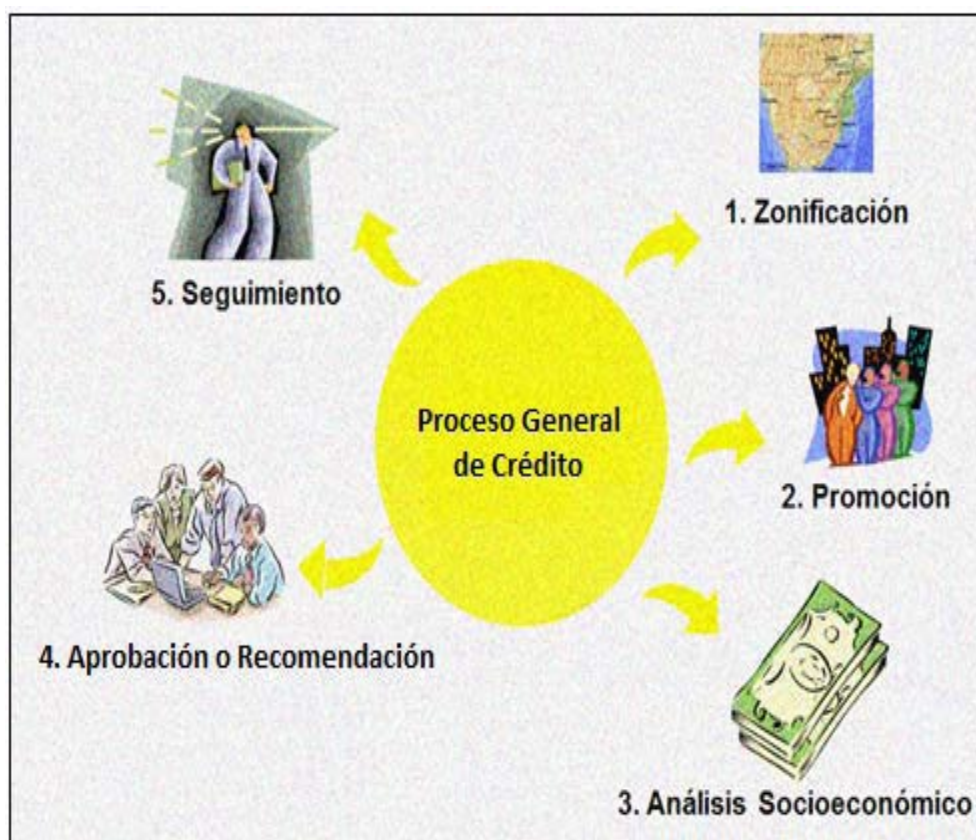 Proceso General
de Crédito
1. Zonificación
2. Promoción
3. Análisis Socioeconómico
4. Aprobación o Recomendación
5. Seguimiento